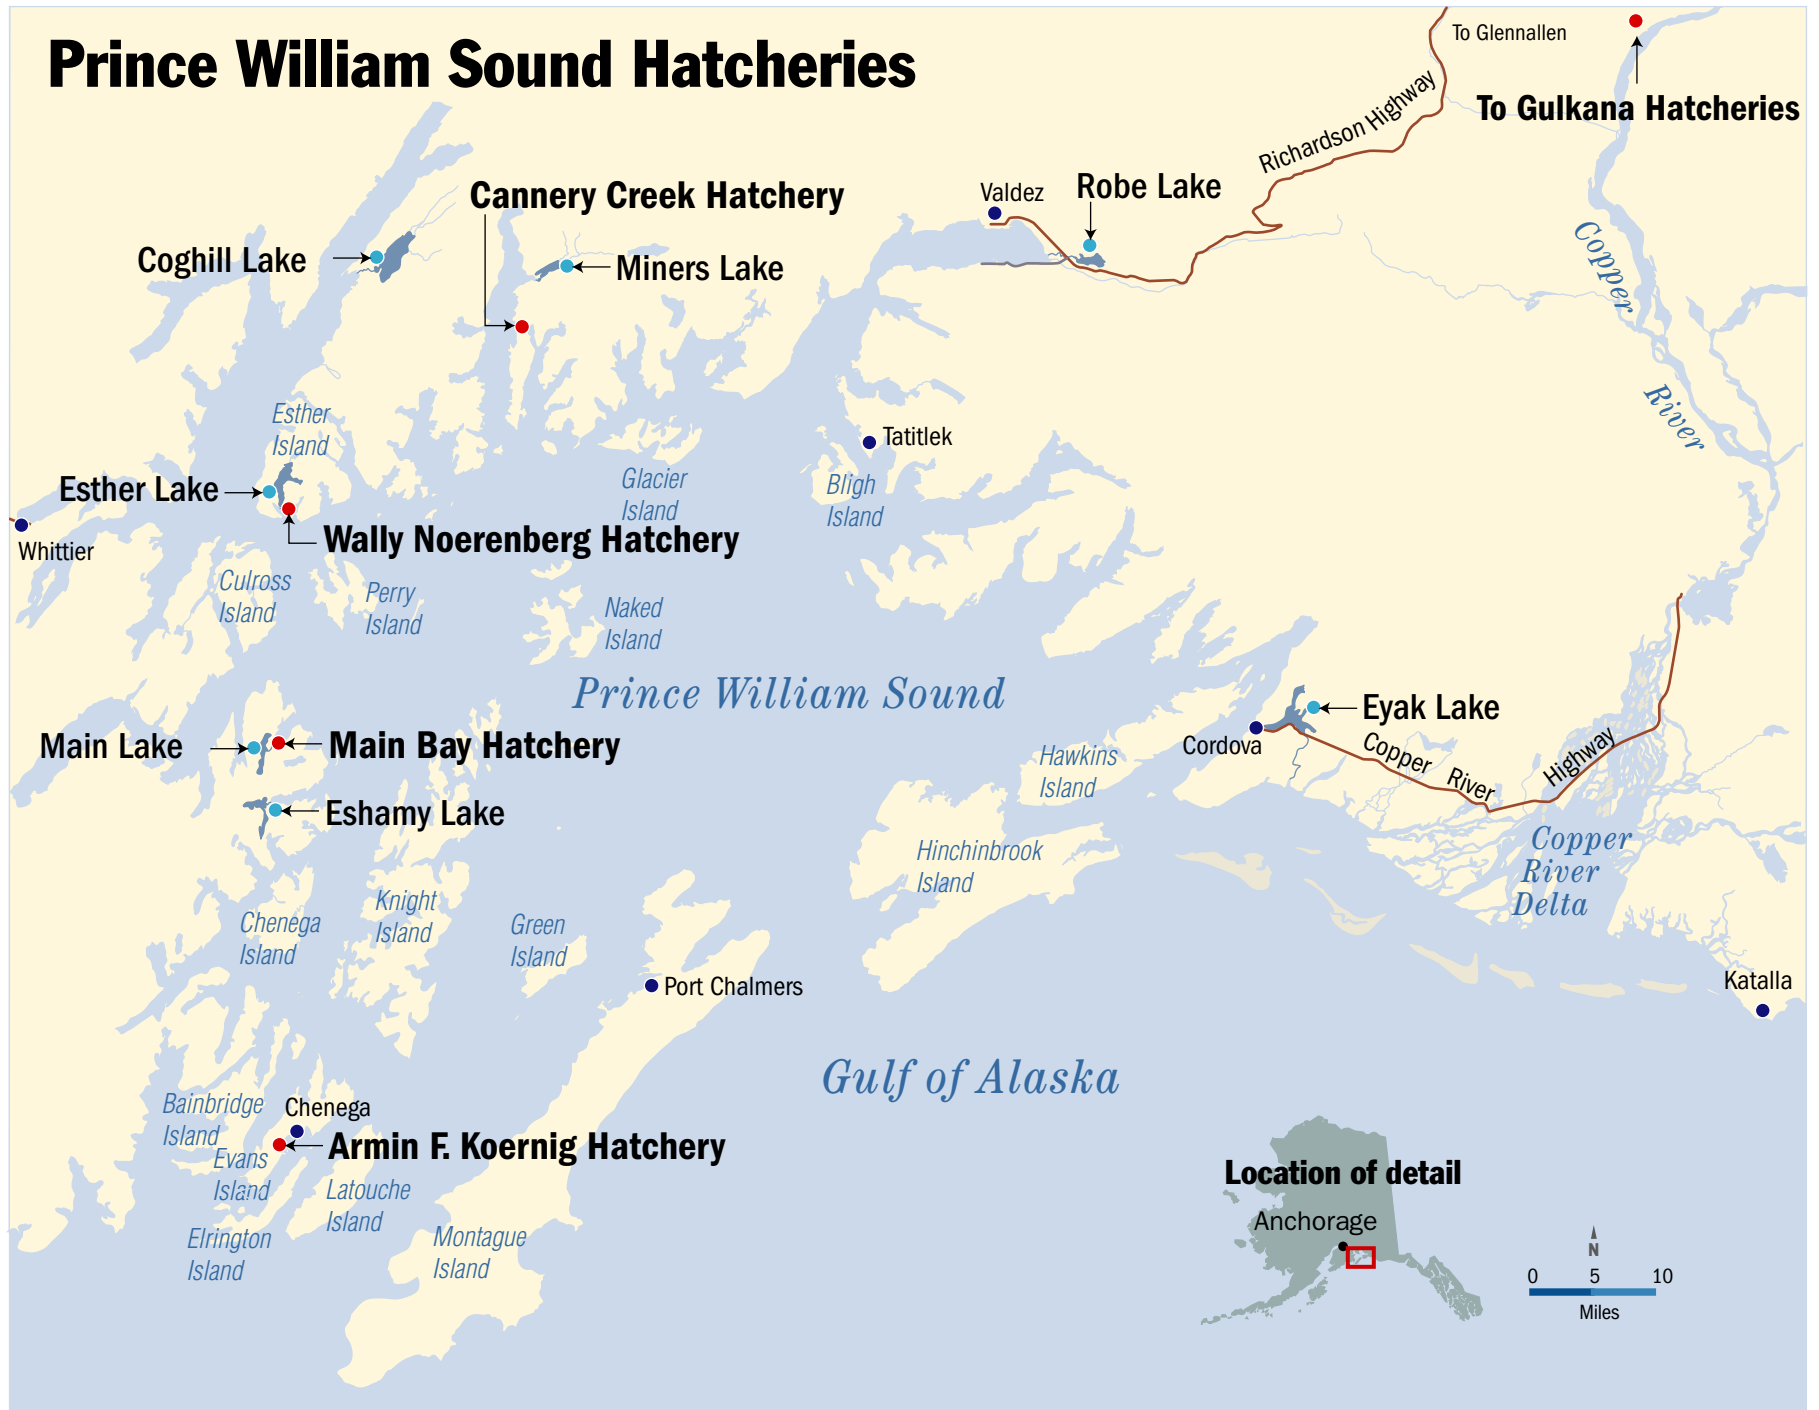 Prince William Sound Hatcheries
To Glennallen
To Gulkana Hatcheries
Richardson Highway
Cannery Creek Hatchery
Valdez
Robe Lake
Coghill Lake
Miners Lake
Copper
River
Esther
Island
Tatitlek
Esther Lake
Glacier
Island
Bligh
Island
Whittier
Wally Noerenberg Hatchery
Culross
Island
Perry
Island
Naked
Island
Prince William Sound
Eyak Lake
Main Lake
Main Bay Hatchery
Cordova
Copper River Highway
Hawkins
Island
Eshamy Lake
Hinchinbrook
Island
Copper
River
Delta
Knight
Island
Chenega
Island
Green
Island
Port Chalmers
Katalla
Gulf of Alaska
Bainbridge
Island
Chenega
Armin F. Koernig Hatchery
Evans
Island
Latouche
Island
Elrington
Island
Montague
Island
Location of detail
Anchorage
N
0 5 10
Miles